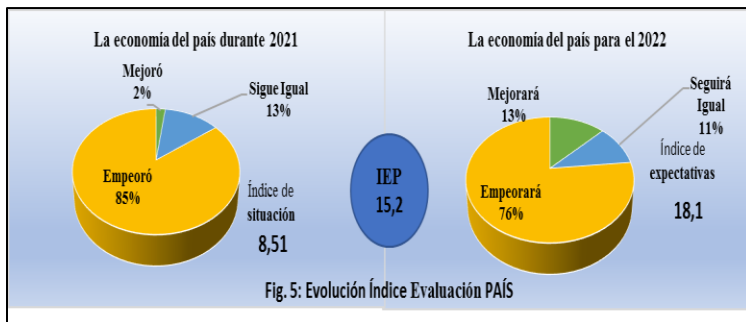 La economía del país durante 2021
Mejoró
2%
Sigue Igual
13%
Empeoró
85%
Índice de
situación
8,51
IEP
15,2
La economía del país para el 2022
Mejorará
13%
Seguirá
Igual
11%
Empeorará
76%
Índice de
expectativas
18,1
Fig. 5: Evolución Índice Evaluación PAÍS